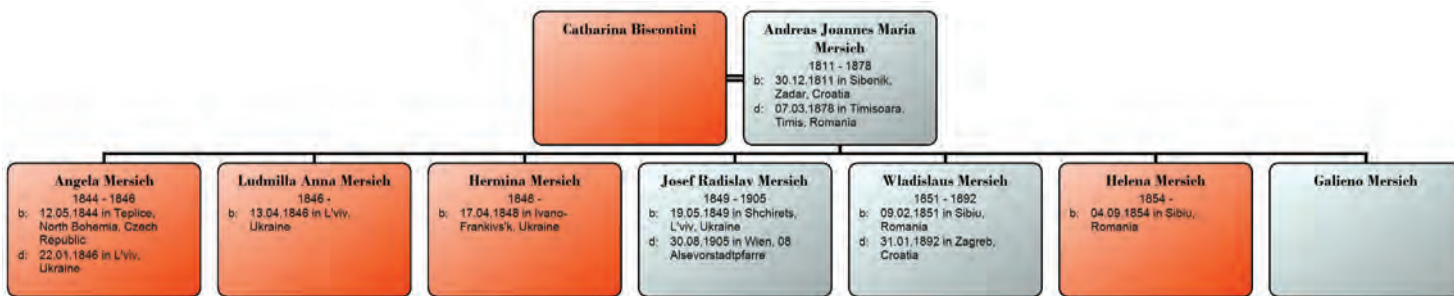 Catharina Biscontini
Andreas Joannes Maria
Mersich
1811 - 1878
b: 30.12.1811 in Sibenik,
Zadar, Croatia
d: 07.03.1878 in Timisoara,
Timis, Romania
Angela Mersich
1844 - 1846
b: 12.05.1844 in Teplice,
North Bohemia, Czech
Republic
d: 22.01.1846 in L'viv,
Ukraine
Ludmilla Anna Mersich
1846 -
b: 13.04.1846 in L'viv,
Ukraine
Hermina Mersich
1848 -
b: 17.04.1848 in Ivano-
Frankivs'k, Ukraine
Josef Radislav Mersich
1849 - 1905
b: 19.05.1849 in Shchirets,
L'viv, Ukraine
d: 30.08.1905 in Wien, 08
Alsevorstadtpfarre
Wladislaus Mersich
1851 - 1892
b: 09.02.1851 in Sibiu,
Romania
d: 31.01.1892 in Zagreb,
Croatia
Helena Mersich
1854 -
b: 04.09.1854 in Sibiu,
Romania
Galieno Mersich